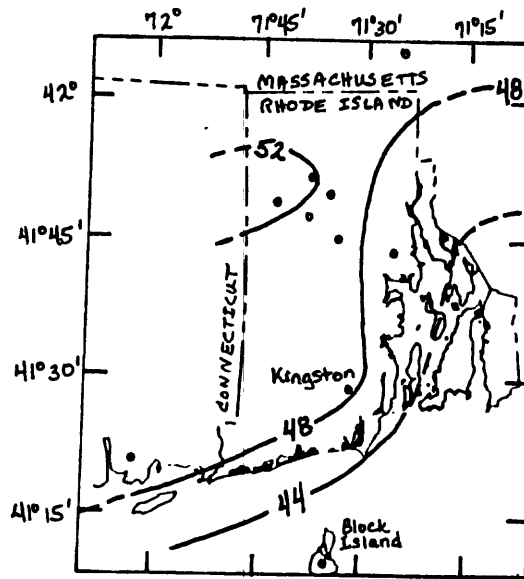 72° 71°45' 71°30' 71°15'
42°
MASSACHUSETTS
RHODE ISLAND
48
52
41°45'
CONNECTICUT
41°30'
Kingston
48
41°15'
44
Block
Island